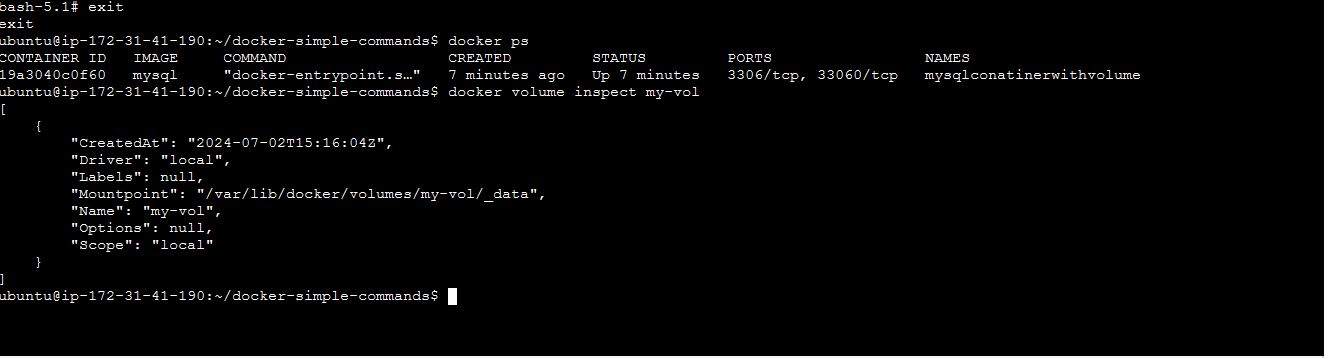 bash-5.1# exit
exit
ubuntu@ip-172-31-41-190:~/docker-simple-commands$ docker ps
CONTAINER ID   IMAGE     COMMAND                  CREATED         STATUS         PORTS                 NAMES
19a3040c0f60   mysql     "docker-entrypoint.s…"   7 minutes ago   Up 7 minutes   3306/tcp, 33060/tcp   mysqlconatinerwithvolume
ubuntu@ip-172-31-41-190:~/docker-simple-commands$ docker volume inspect my-vol
[
    {
        "CreatedAt": "2024-07-02T15:16:04Z",
        "Driver": "local",
        "Labels": null,
        "Mountpoint": "/var/lib/docker/volumes/my-vol/_data",
        "Name": "my-vol",
        "Options": null,
        "Scope": "local"
    }
]
ubuntu@ip-172-31-41-190:~/docker-simple-commands$